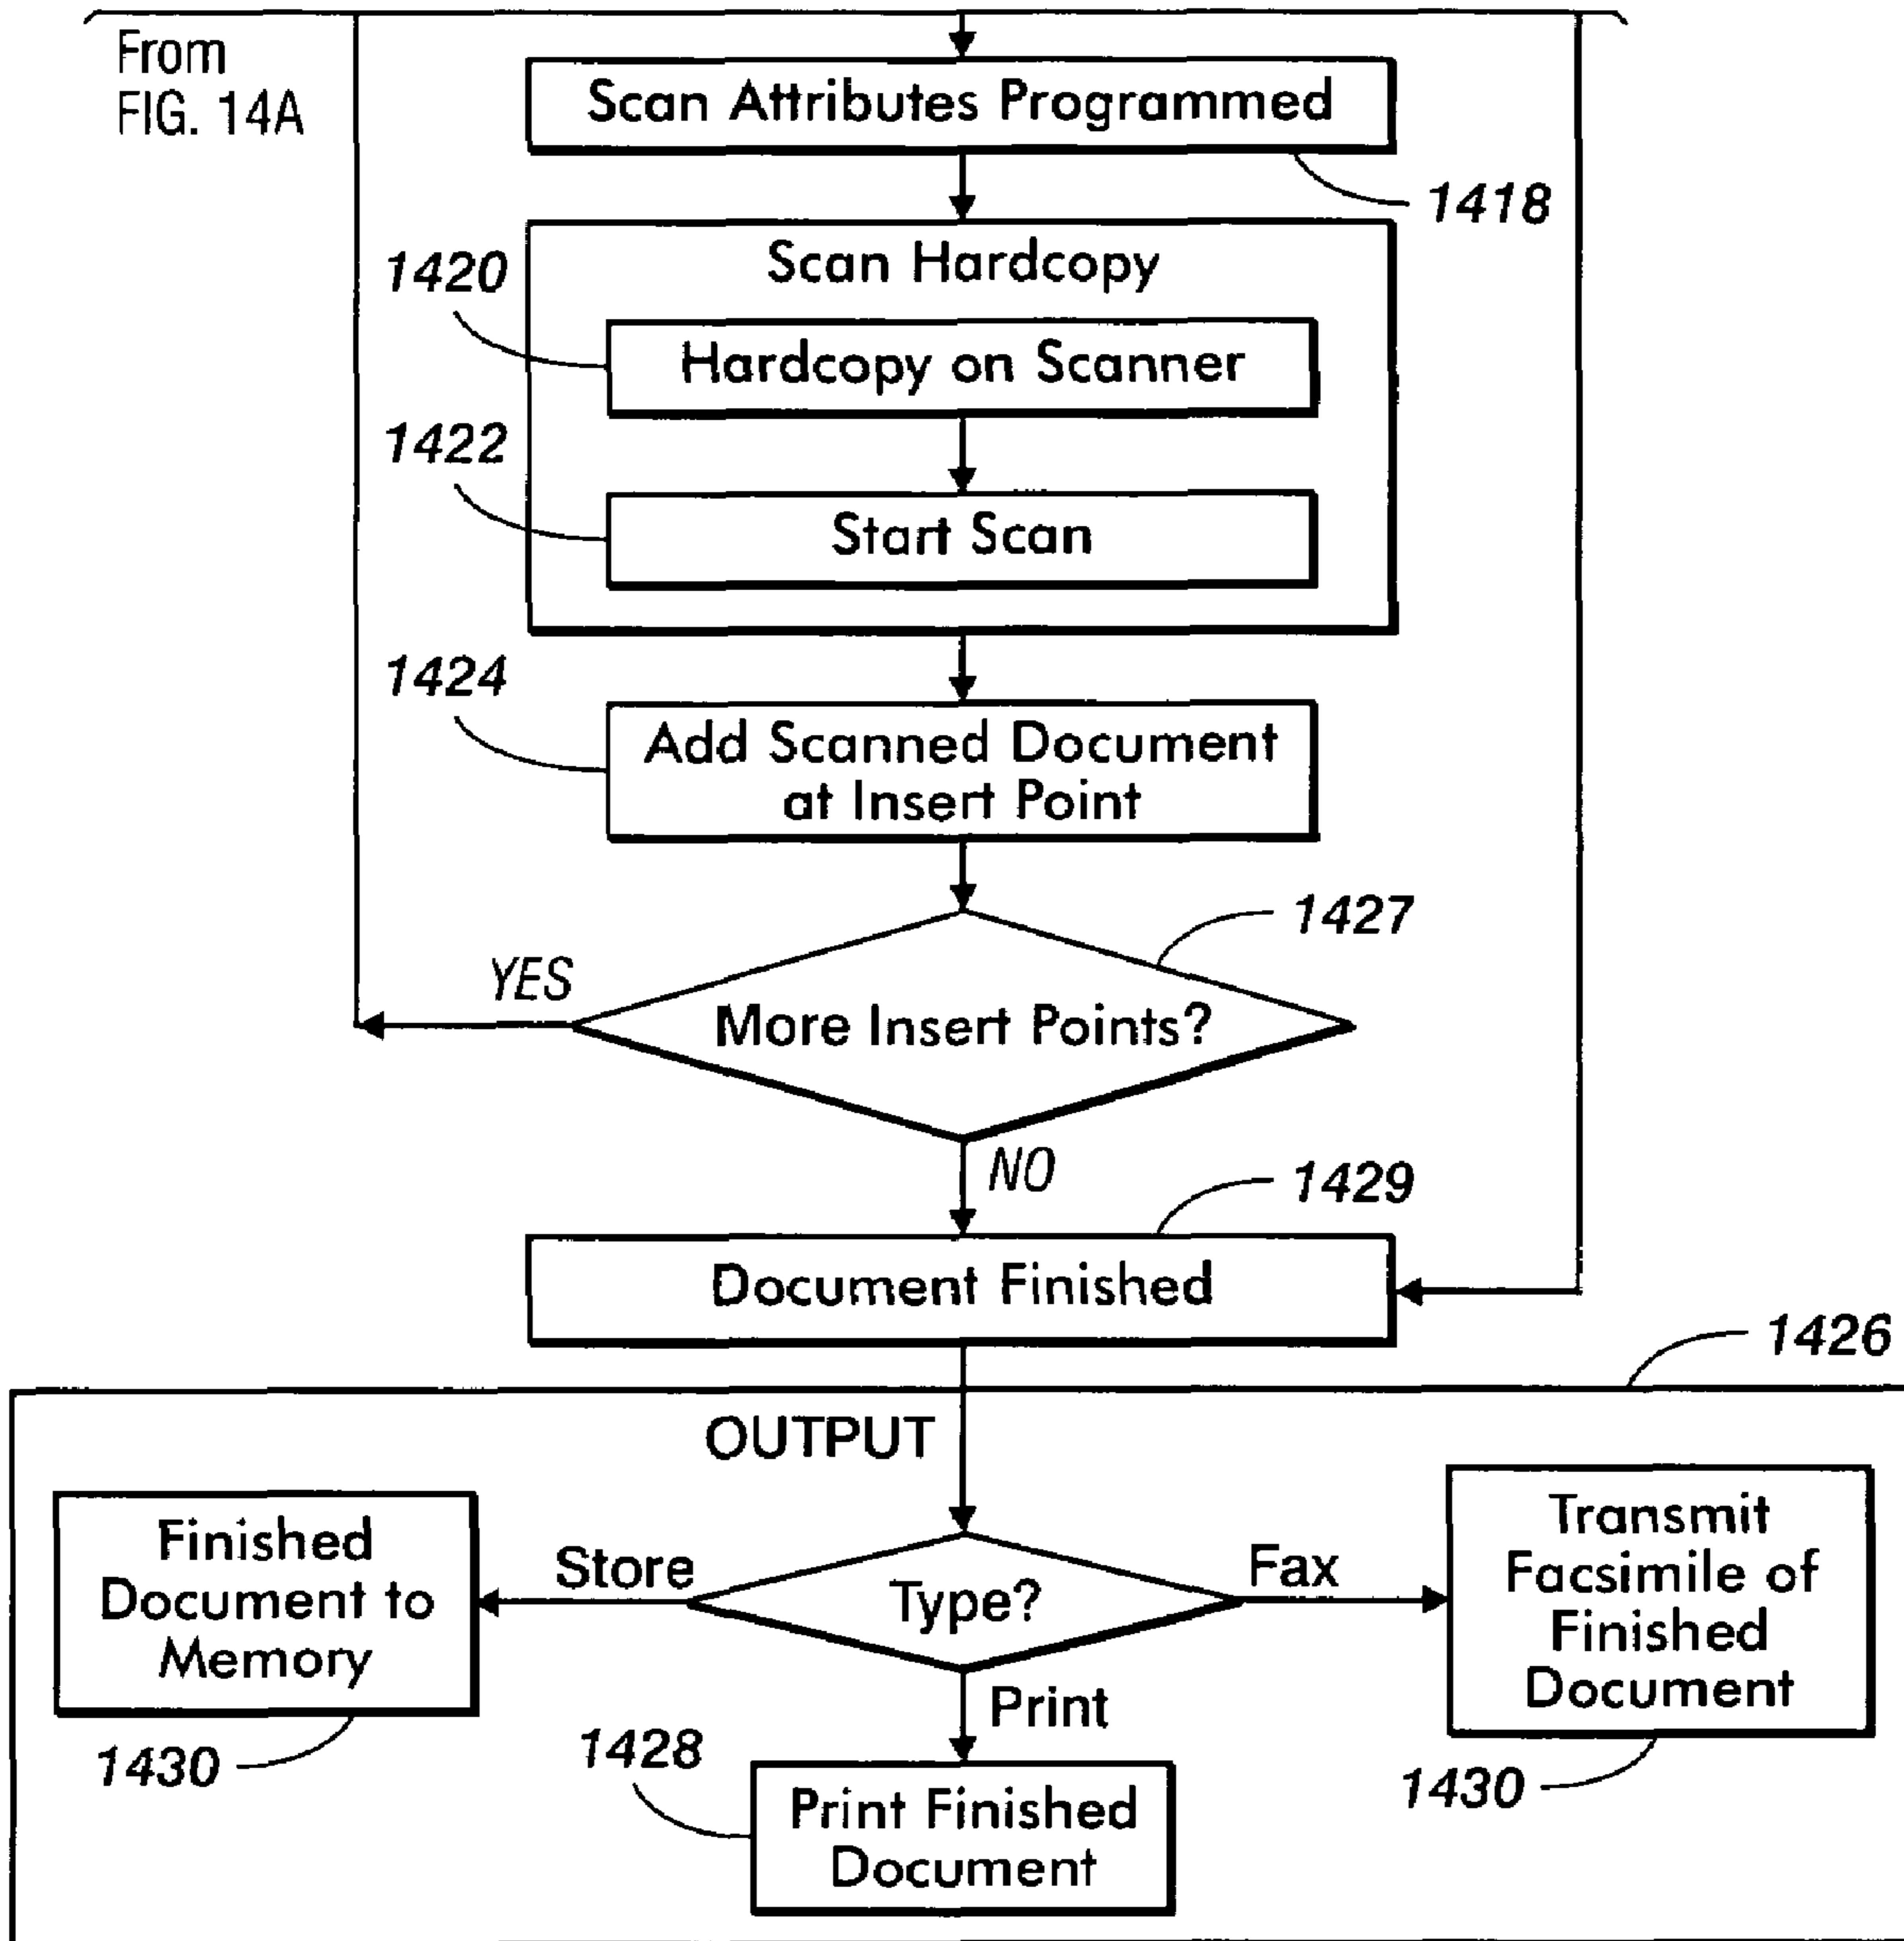 From
FIG. 14A
Scan Attributes Programmed
1418
Scan Hardcopy
1420
Hardcopy on Scanner
1422
Start Scan
1424
Add Scanned Document
at Insert Point
1427
YES
More Insert Points?
NO
1429
Document Finished
1426
OUTPUT
Finished
Document to
Memory
Store
Type?
Fax
Transmit
Facsimile of
Finished
Document
Print
1430
1428
1430
Print Finished
Document